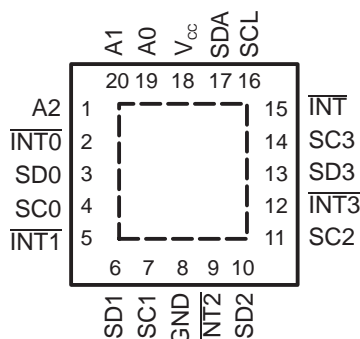 A1 A0 Vcc SDA SCL
20 19 18 17 16
A2 1 15 INT
INT0 2 14 SC3
SD0 3 13 SD3
SC0 4 12 INT3
INT1 5 11 SC2
6 7 8 9 10
SD1 SC1 GND INT2 SD2